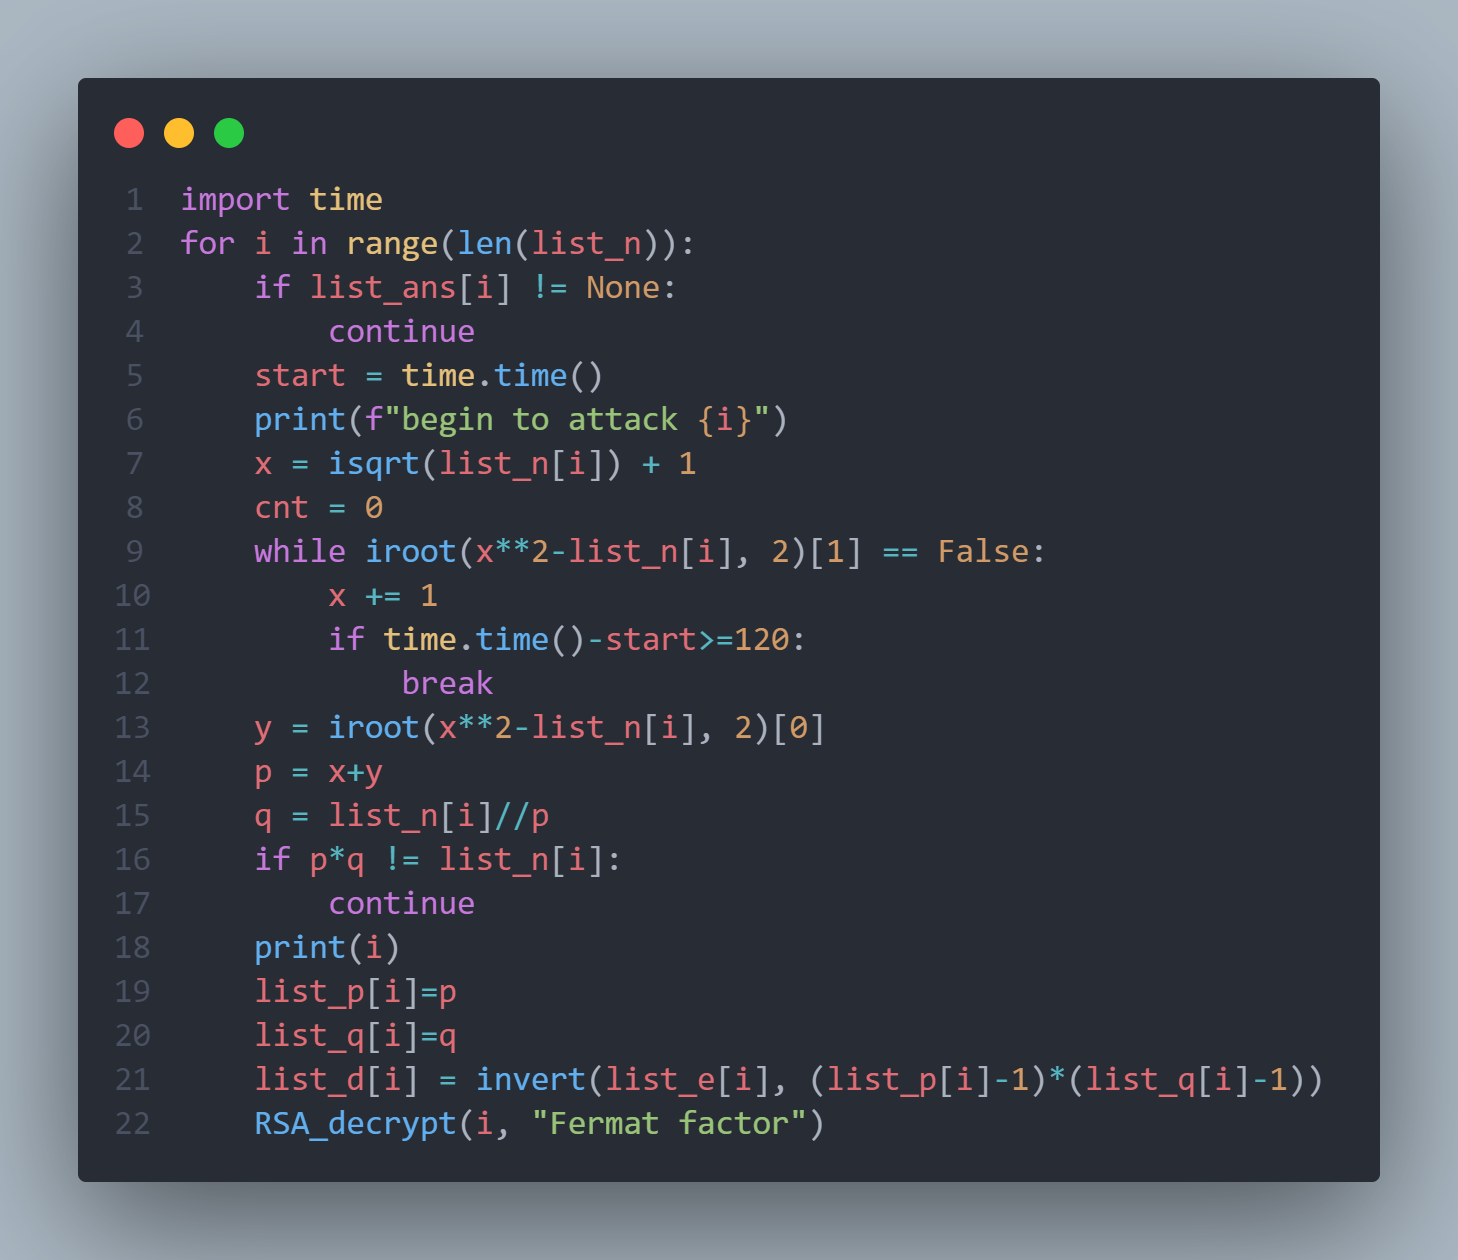 1 import time
2 for i in range(len(list_n)):
3     if list_ans[i] != None:
4         continue
5     start = time.time()
6     print(f"begin to attack {i}")
7     x = isqrt(list_n[i]) + 1
8     cnt = 0
9     while iroot(x**2-list_n[i], 2)[1] == False:
10         x += 1
11         if time.time()-start>=120:
12             break
13     y = iroot(x**2-list_n[i], 2)[0]
14     p = x+y
15     q = list_n[i]//p
16     if p*q != list_n[i]:
17         continue
18     print(i)
19     list_p[i]=p
20     list_q[i]=q
21     list_d[i] = invert(list_e[i], (list_p[i]-1)*(list_q[i]-1))
22     RSA_decrypt(i, "Fermat factor")